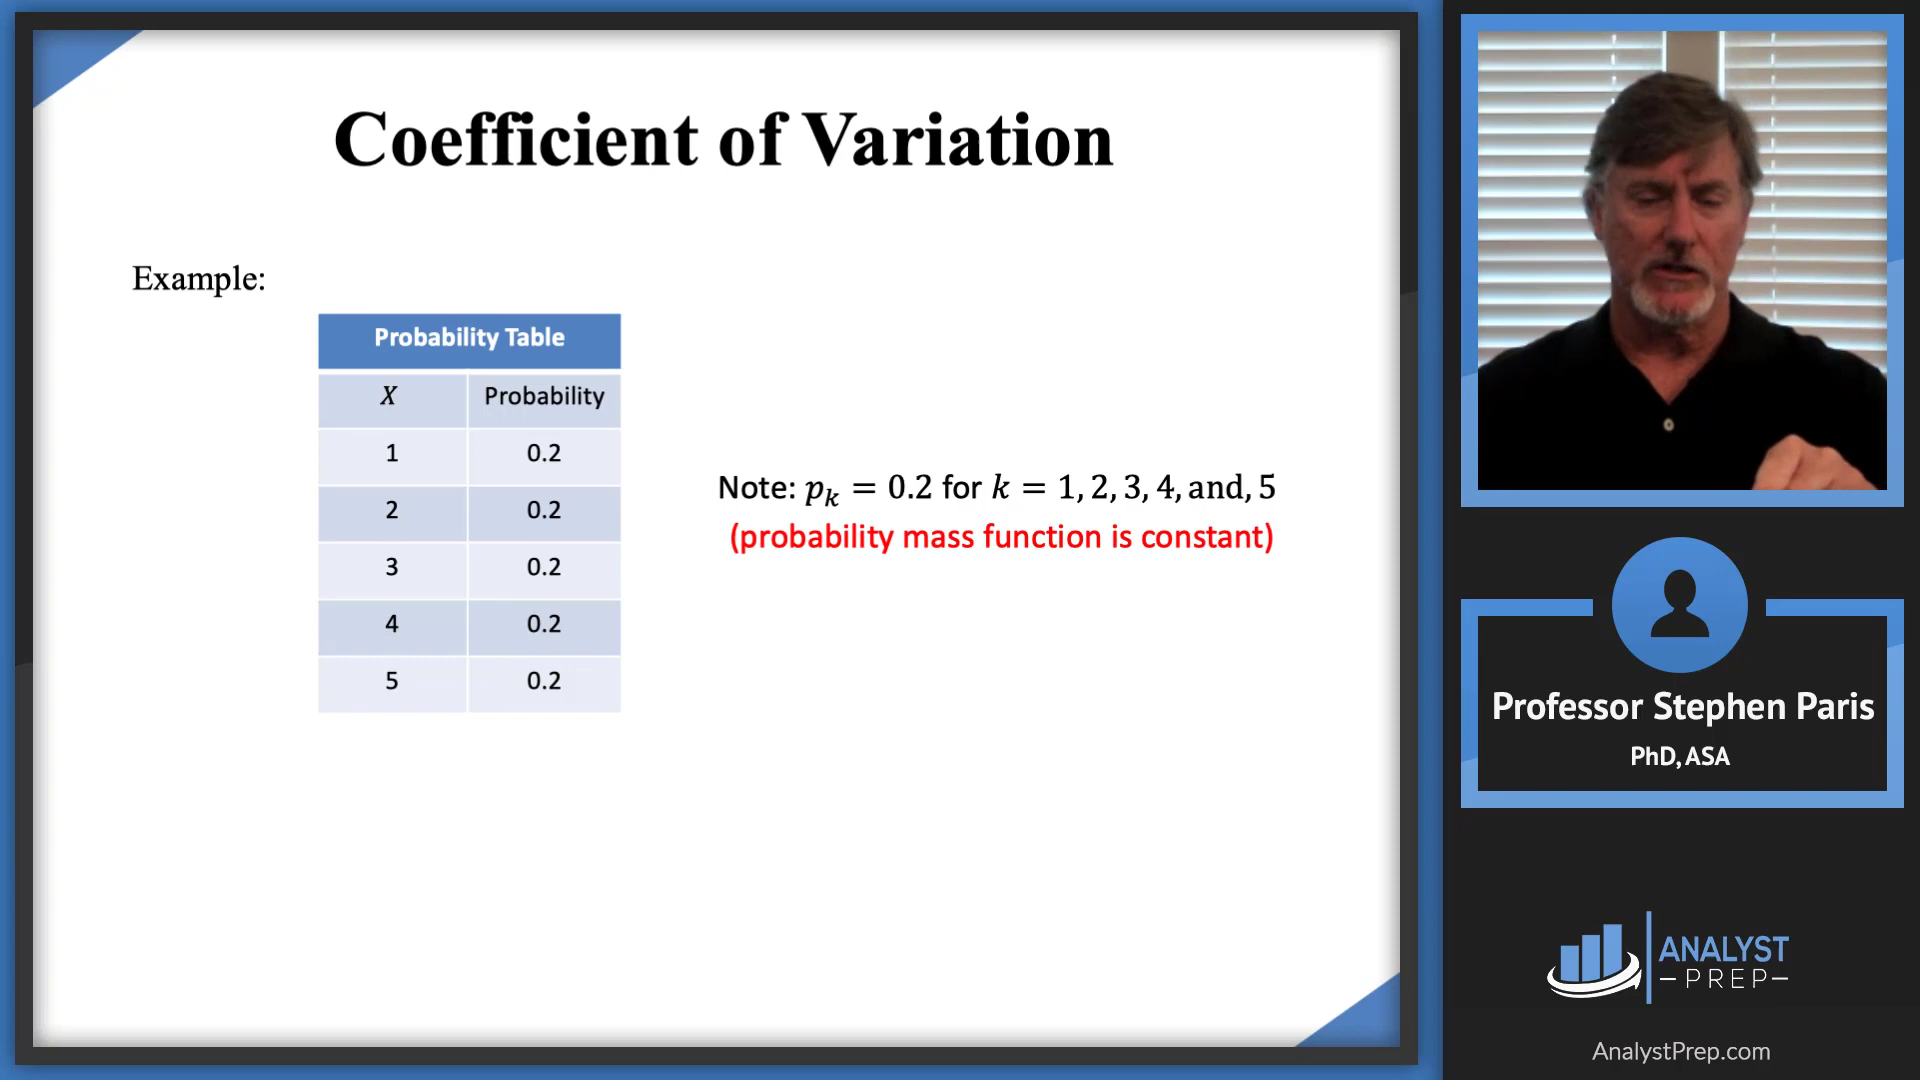 Coefficient of Variation
Example:
Probability Table
X Probability
1 0.2
2 0.2
3 0.2
4 0.2
5 0.2
Note: pₖ = 0.2 for k = 1, 2, 3, 4, and, 5
(probability mass function is constant)
Professor Stephen Paris
PhD, ASA
ANALYST
PREP
AnalystPrep.com